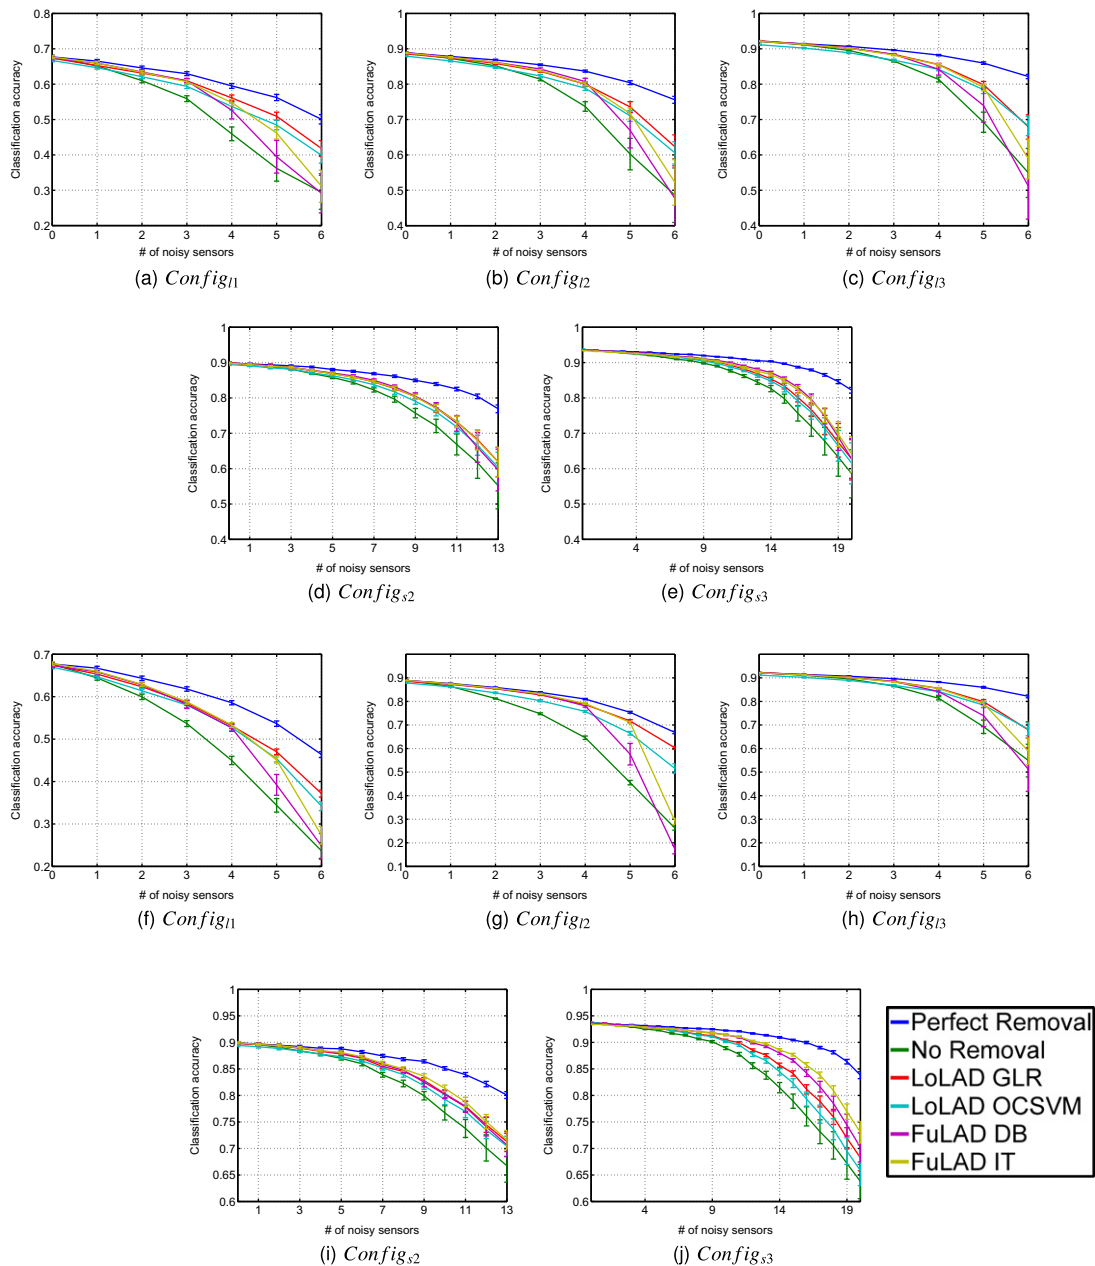 0.8
0.7
0.6
0.5
0.4
0.3
0.2
Classification accuracy
0 1 2 3 4 5 6
# of noisy sensors
(a) Config_l1
1
0.9
0.8
0.7
0.6
0.5
0.4
Classification accuracy
0 1 2 3 4 5 6
# of noisy sensors
(b) Config_l2
1
0.9
0.8
0.7
0.6
0.5
0.4
Classification accuracy
0 1 2 3 4 5 6
# of noisy sensors
(c) Config_l3
1
0.9
0.8
0.7
0.6
0.5
0.4
Classification accuracy
1 3 5 7 9 11 13
# of noisy sensors
(d) Config_s2
1
0.9
0.8
0.7
0.6
0.5
0.4
Classification accuracy
4 9 14 19
# of noisy sensors
(e) Config_s3
0.7
0.6
0.5
0.4
0.3
0.2
Classification accuracy
0 1 2 3 4 5 6
# of noisy sensors
(f) Config_l1
0.9
0.8
0.7
0.6
0.5
0.4
0.3
0.2
0.1
Classification accuracy
0 1 2 3 4 5 6
# of noisy sensors
(g) Config_l2
0.9
0.8
0.7
0.6
0.5
0.4
0.3
0.2
0.1
Classification accuracy
0 1 2 3 4 5 6
# of noisy sensors
(h) Config_l3
1
0.95
0.9
0.85
0.8
0.75
0.7
0.65
0.6
Classification accuracy
1 3 5 7 9 11 13
# of noisy sensors
(i) Config_s2
1
0.95
0.9
0.85
0.8
0.75
0.7
0.65
0.6
Classification accuracy
4 9 14 19
# of noisy sensors
(j) Config_s3
Perfect Removal
No Removal
LoLAD GLR
LoLAD OCSVM
FuLAD DB
FuLAD IT